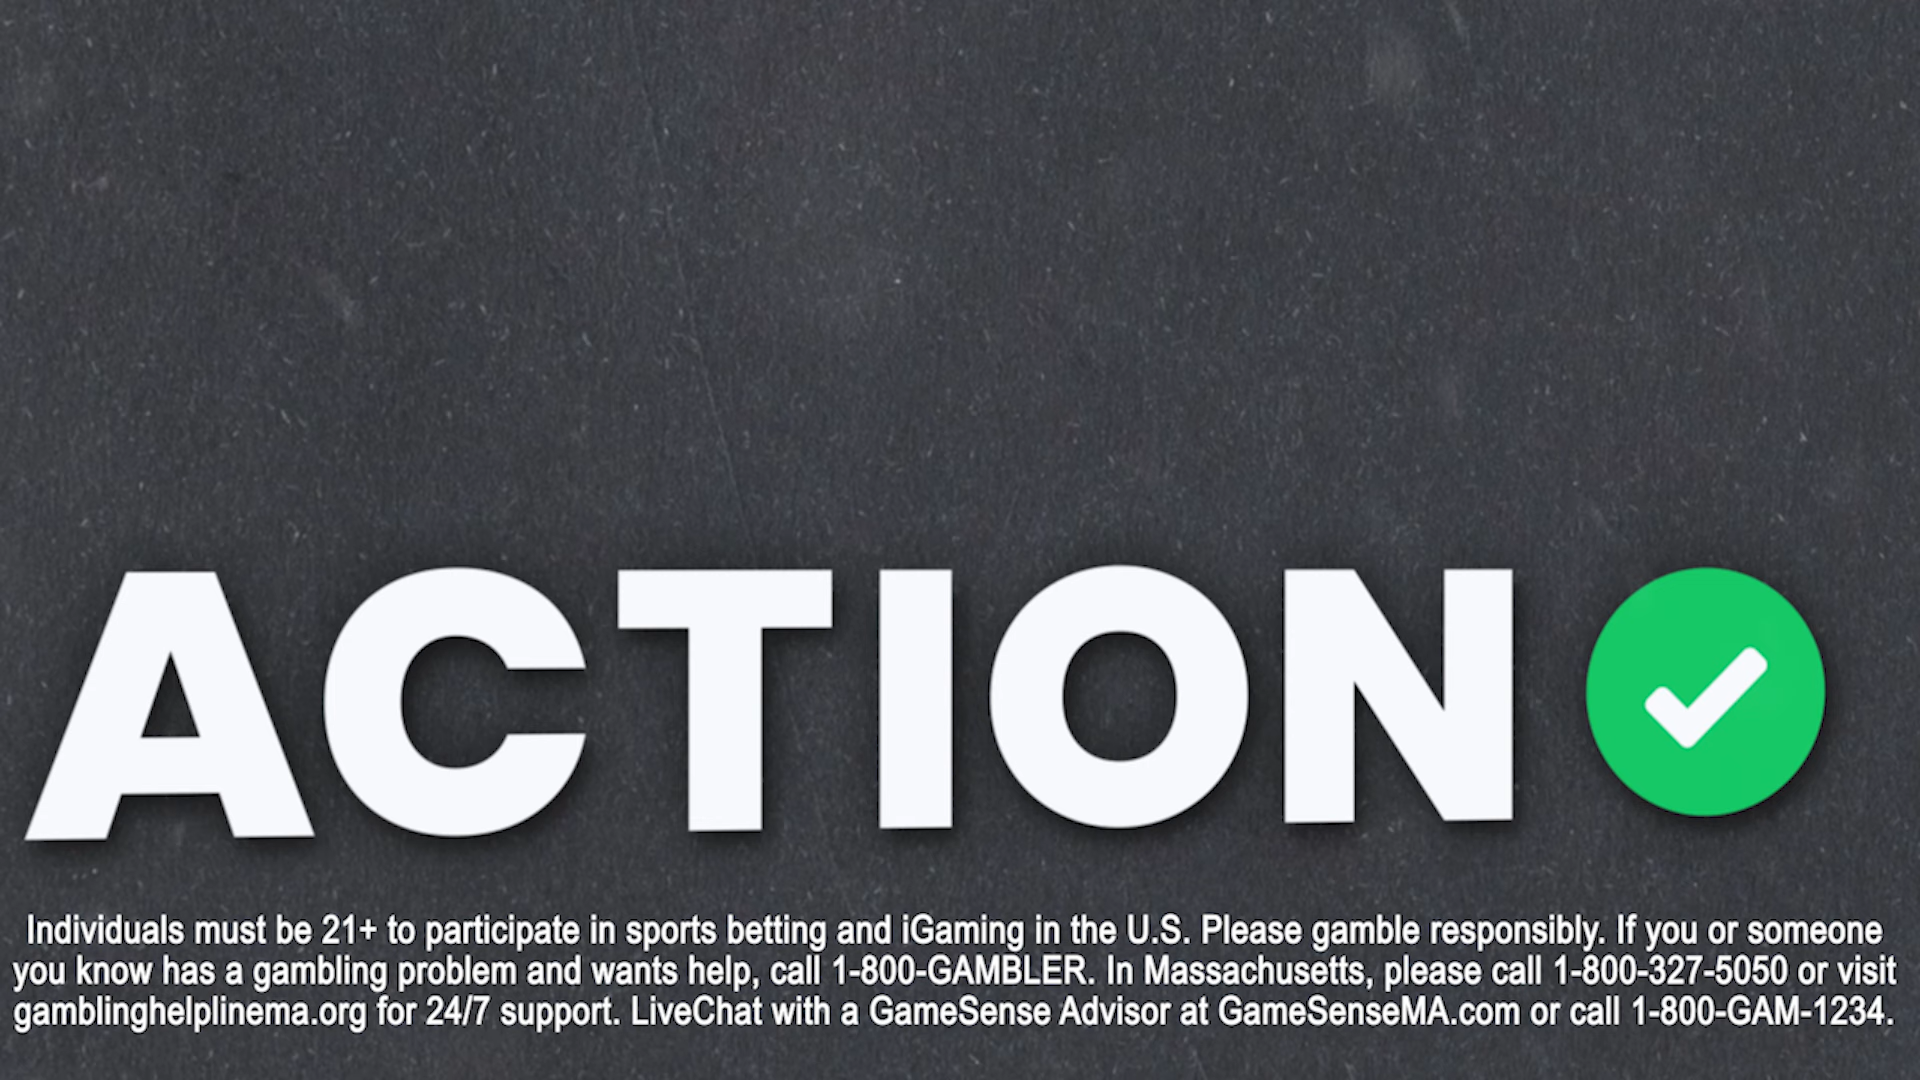 ACTION
Individuals must be 21+ to participate in sports betting and iGaming in the U.S. Please gamble responsibly. If you or someone
you know has a gambling problem and wants help, call 1-800-GAMBLER. In Massachusetts, please call 1-800-327-5050 or visit
gamblinghelplinema.org for 24/7 support. LiveChat with a GameSense Advisor at GameSenseMA.com or call 1-800-GAM-1234.